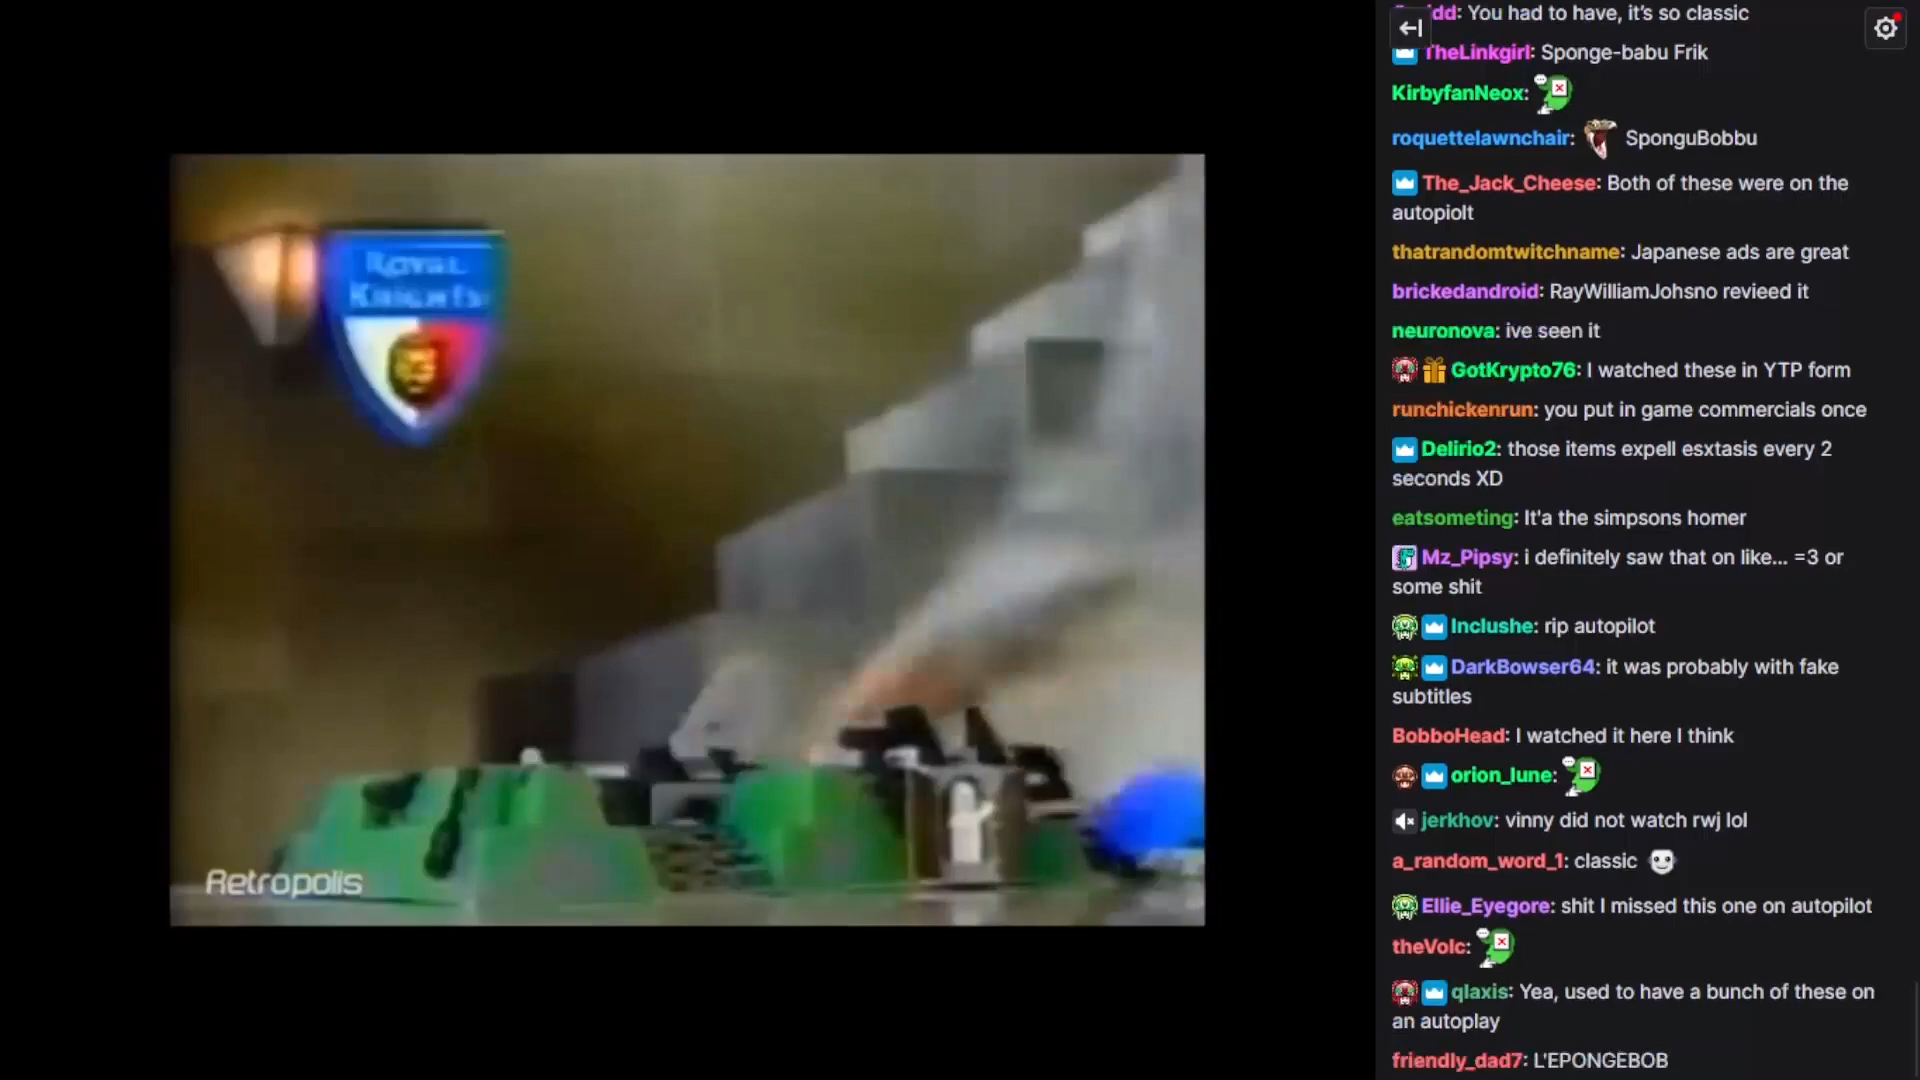 Royal
Knights
Retropolis
dd: You had to have, it's so classic
TheLinkgirl: Sponge-babu Frik
KirbyfanNeox:
roquettelawnchair: SponguBobbu
The_Jack_Cheese: Both of these were on the
autopiolt
thatrandomtwitchname: Japanese ads are great
brickedandroid: RayWilliamJohsno revieed it
neuronova: ive seen it
GotKrypto76: I watched these in YTP form
runchickenrun: you put in game commercials once
Delirio2: those items expell esxtasis every 2
seconds XD
eatsometing: It'a the simpsons homer
Mz_Pipsy: i definitely saw that on like... =3 or
some shit
Inclushe: rip autopilot
DarkBowser64: it was probably with fake
subtitles
BobboHead: I watched it here I think
orion_lune:
jerkhov: vinny did not watch rwj lol
a_random_word_1: classic
Ellie_Eyegore: shit I missed this one on autopilot
theVolc:
qlaxis: Yea, used to have a bunch of these on
an autoplay
friendly_dad7: L'EPONGEBOB